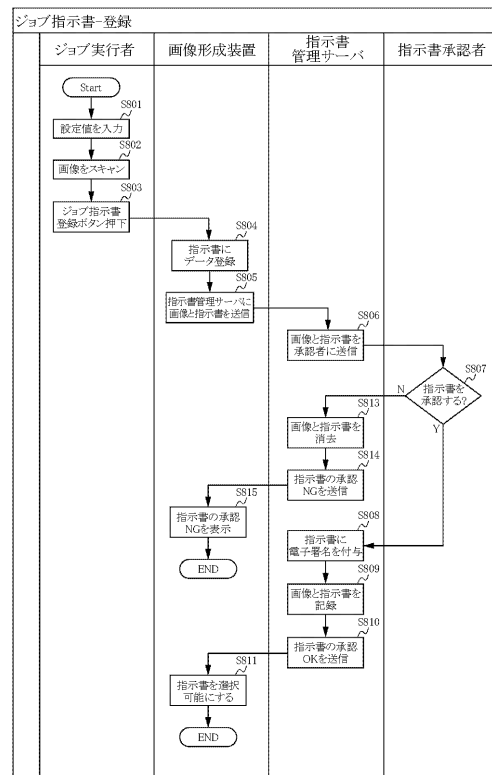 ジョブ指示書-登録
ジョブ実行者
画像形成装置
指示書
管理サーバ
指示書承認者
Start
S801
設定値を入力
S802
画像をスキャン
S803
ジョブ指示書
登録ボタン押下
S804
指示書に
データ登録
S805
指示書管理サーバに
画像と指示書を送信
S806
画像と指示書を
承認者に送信
S807
指示書を
承認する?
N
Y
S813
画像と指示書を
消去
S814
指示書の承認
NGを送信
S815
指示書の承認
NGを表示
END
S808
指示書に
電子署名を付与
S809
画像と指示書を
記録
S810
指示書の承認
OKを送信
S811
指示書を選択
可能にする
END